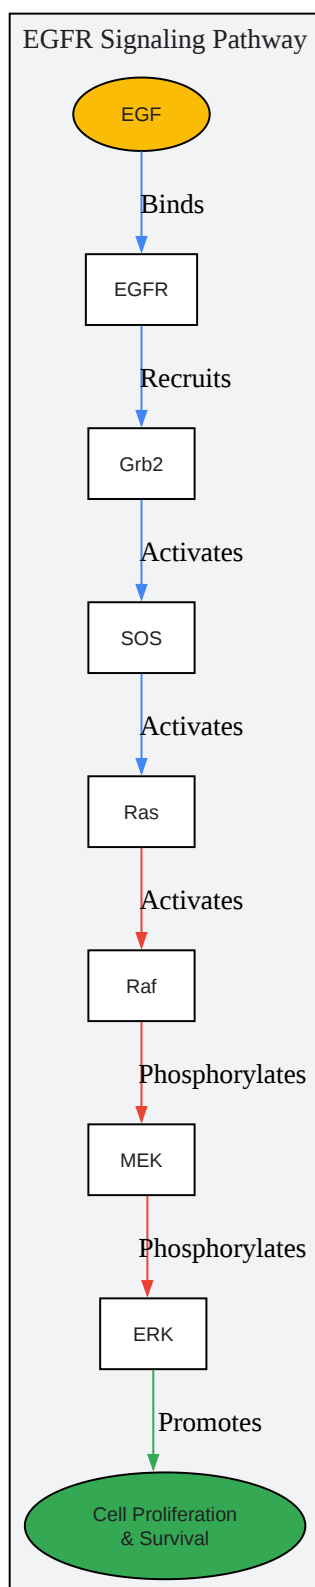 EGFR Signaling Pathway
EGF
Binds
EGFR
Recruits
Grb2
Activates
SOS
Activates
Ras
Activates
Raf
Phosphorylates
MEK
Phosphorylates
ERK
Promotes
Cell Proliferation
& Survival